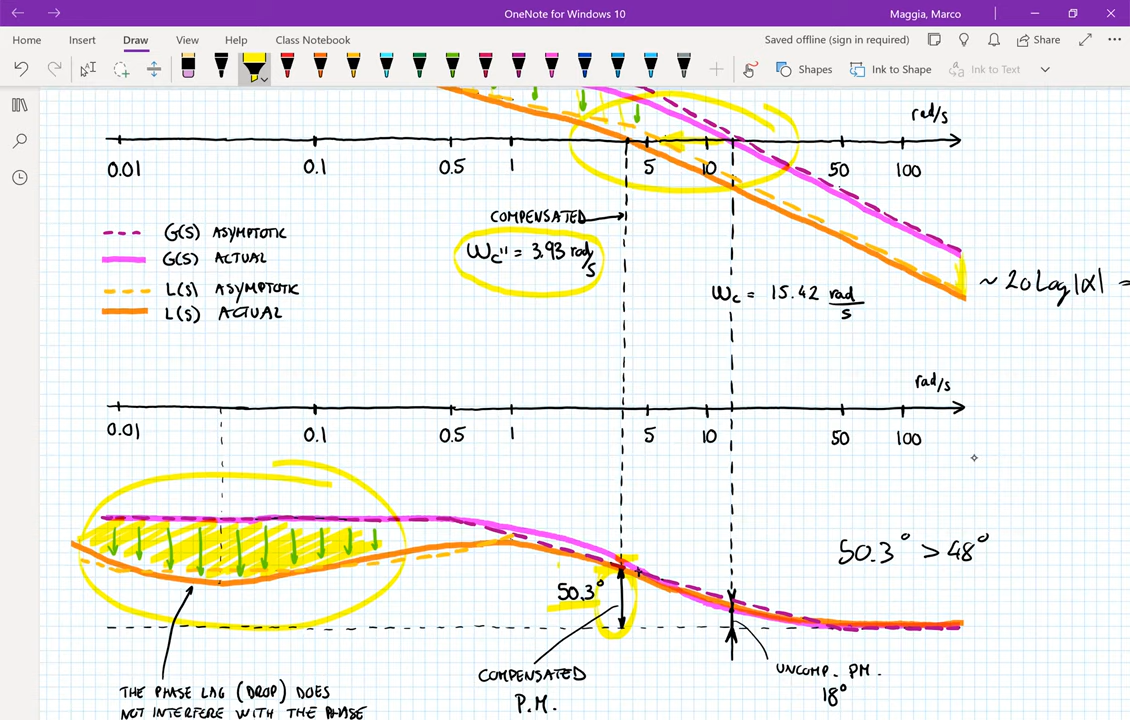 OneNote for Windows 10
Maggia, Marco
Home Insert Draw View Help Class Notebook
Saved offline (sign in required) Share
Shapes Ink to Shape Ink to Text
rad/s
0.01 0.1 0.5 1 5 10 50 100
COMPENSATED
ωc'' = 3.93 rad/s
G(S) ASYMPTOTIC
G(S) ACTUAL
L(S) ASYMPTOTIC
L(S) ACTUAL
ωc = 15.42 rad/s
~ 20 Log|α| =
rad/s
0.01 0.1 0.5 1 5 10 50 100
50.3° > 48°
50.3°
COMPENSATED
P.M.
UNCOMP. PM.
18°
THE PHASE LAG (DROP) DOES
NOT INTERFERE WITH THE PHASE